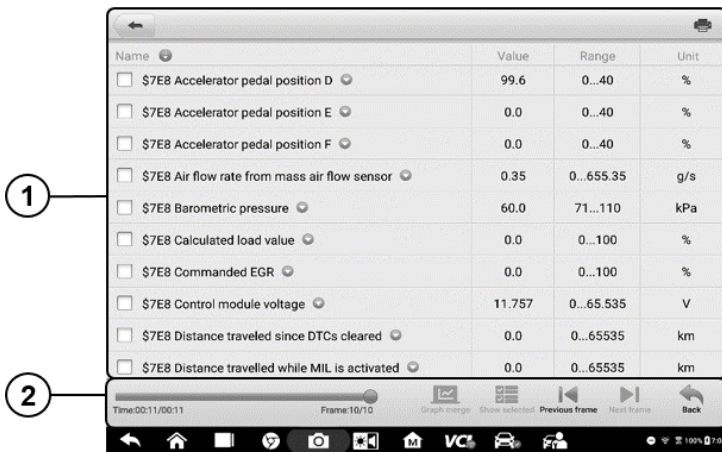 Name Value Range Unit
$7E8 Accelerator pedal position D 99.6 0...40 %
$7E8 Accelerator pedal position E 0.0 0...40 %
$7E8 Accelerator pedal position F 0.0 0...40 %
$7E8 Air flow rate from mass air flow sensor 0.35 0...655.35 g/s
$7E8 Barometric pressure 60.0 71...110 kPa
$7E8 Calculated load value 0.0 0...100 %
$7E8 Commanded EGR 0.0 0...100 %
$7E8 Control module voltage 11.757 0...65.535 V
$7E8 Distance traveled since DTCs cleared 0.0 0...65535 km
$7E8 Distance travelled while MIL is activated 0.0 0...65535 km
1
2
Time:00:11/00:11 Frame:10/10 Graph merge Show selected Previous frame Next frame Back
M VC 100%